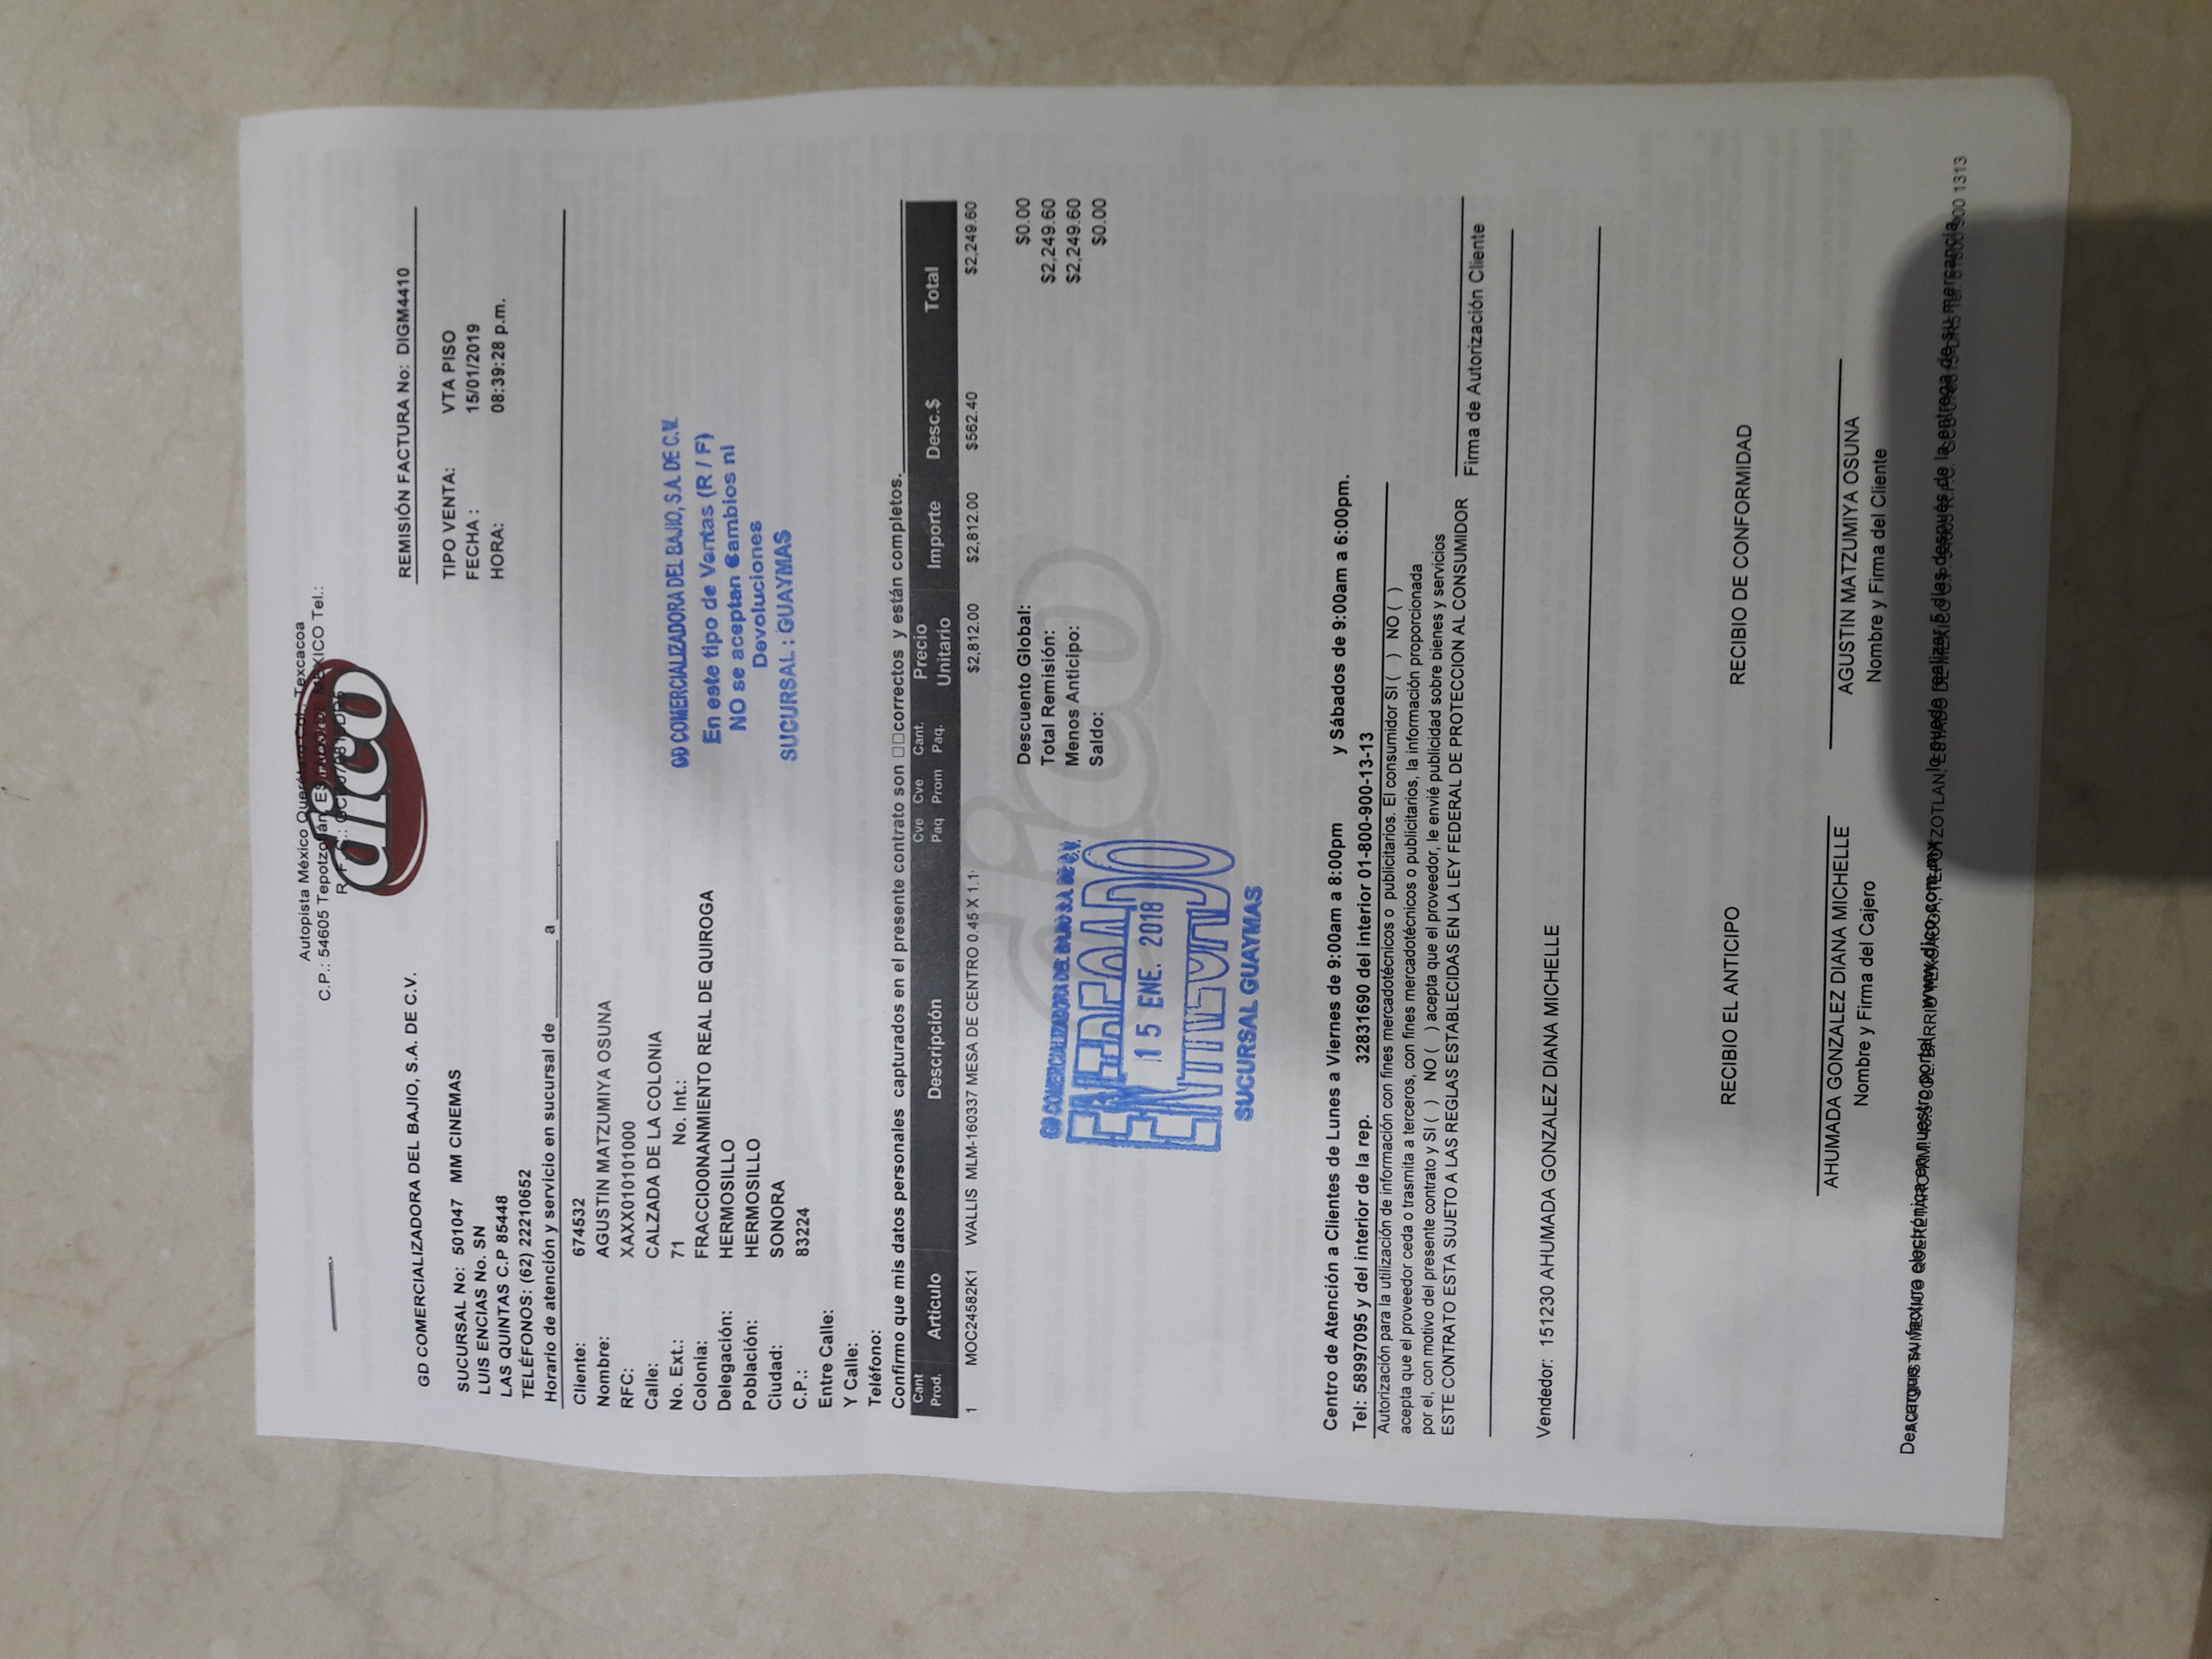 Autopista México Querétaro Col., Texcacoa
C.P.: 54605 Tepotzotlán, ESTADO DE MEXICO Tel.:
R. F. C.:
dico
GD COMERCIALIZADORA DEL BAJIO, S.A. DE C.V.
REMISIÓN FACTURA No: DIGM4410
SUCURSAL No: 501047 MM CINEMAS
LUIS ENCIAS No. SN
LAS QUINTAS C.P 85448
TELÉFONOS: (62) 22210652
Horario de atención y servicio en sucursal de ________ a ________
TIPO VENTA: VTA PISO
FECHA : 15/01/2019
HORA: 08:39:28 p.m.
Cliente: 674532
Nombre: AGUSTIN MATZUMIYA OSUNA
RFC: XAXX010101000
Calle: CALZADA DE LA COLONIA
No. Ext.: 71 No. Int.:
Colonia: FRACCIO0NANMIENTO REAL DE QUIROGA
Delegación: HERMOSILLO
Población: HERMOSILLO
Ciudad: SONORA
C.P.: 83224
Entre Calle:
Y Calle:
Teléfono:
GD COMERCIALIZADORA DEL BAJIO, S.A. DE C.V.
En este tipo de Ventas (R / F)
NO se aceptan Cambios ni
Devoluciones
SUCURSAL : GUAYMAS
Confirmo que mis datos personales capturados en el presente contrato son □□correctos y están completos.
Cant Prod. Artículo Descripción Cve Paq Cve Prom Cant. Paq. Precio Unitario Importe Desc.$ Total
1 MOC24582K1 WALLIS MLM-160337 MESA DE CENTRO 0.45 X 1.1 $2,812.00 $2,812.00 $562.40 $2,249.60
dico
Descuento Global: $0.00
Total Remisión: $2,249.60
Menos Anticipo: $2,249.60
Saldo: $0.00
GD COMERCIALIZADORA DEL BAJIO S.A. DE C.V.
ENTREGADO
15 ENE. 2018
SUCURSAL GUAYMAS
Centro de Atención a Clientes de Lunes a Viernes de 9:00am a 8:00pm y Sábados de 9:00am a 6:00pm.
Tel: 58997095 y del interior de la rep. 32831690 del interior 01-800-900-13-13
Autorización para la utilización de información con fines mercadotécnicos o publicitarios. El consumidor SI ( ) NO ( )
acepta que el proveedor ceda o trasmita a terceros, con fines mercadotécnicos o publicitarios, la información proporcionada
por el, con motivo del presente contrato y SI ( ) NO ( ) acepta que el proveedor, le envié publicidad sobre bienes y servicios
ESTE CONTRATO ESTA SUJETO A LAS REGLAS ESTABLECIDAS EN LA LEY FEDERAL DE PROTECCION AL CONSUMIDOR
Firma de Autorización Cliente
Vendedor: 151230 AHUMADA GONZALEZ DIANA MICHELLE
RECIBIO EL ANTICIPO
RECIBIO DE CONFORMIDAD
AHUMADA GONZALEZ DIANA MICHELLE
Nombre y Firma del Cajero
AGUSTIN MATZUMIYA OSUNA
Nombre y Firma del Cliente
Descargue su factura electrónica en nuestro portal www.dico.com.mx lo puede realizar 5 dias después de la entrega de su mercancia
AUTOPISTA MEXICO QUERETARO KM. COL. BARRIO TEXCACOA, TEPOTZOTLAN, ESTADO DE MEXICO C.P. 54605 R.F.C. Tel. 01800 900 1313